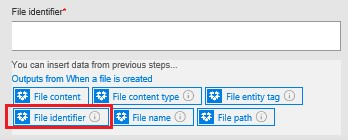 File identifier*
You can insert data from previous steps...
Outputs from When a file is created
File content File content type File entity tag
File identifier File name File path